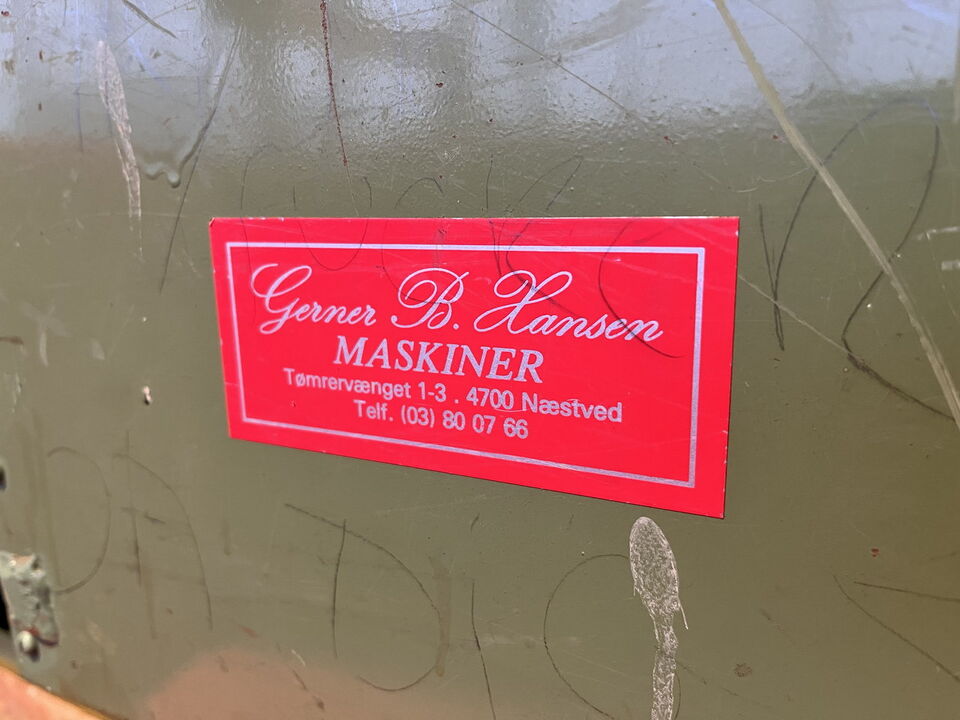 Gerner B. Hansen
MASKINER
Tømrervænget 1-3 . 4700 Næstved
Telf. (03) 80 07 66